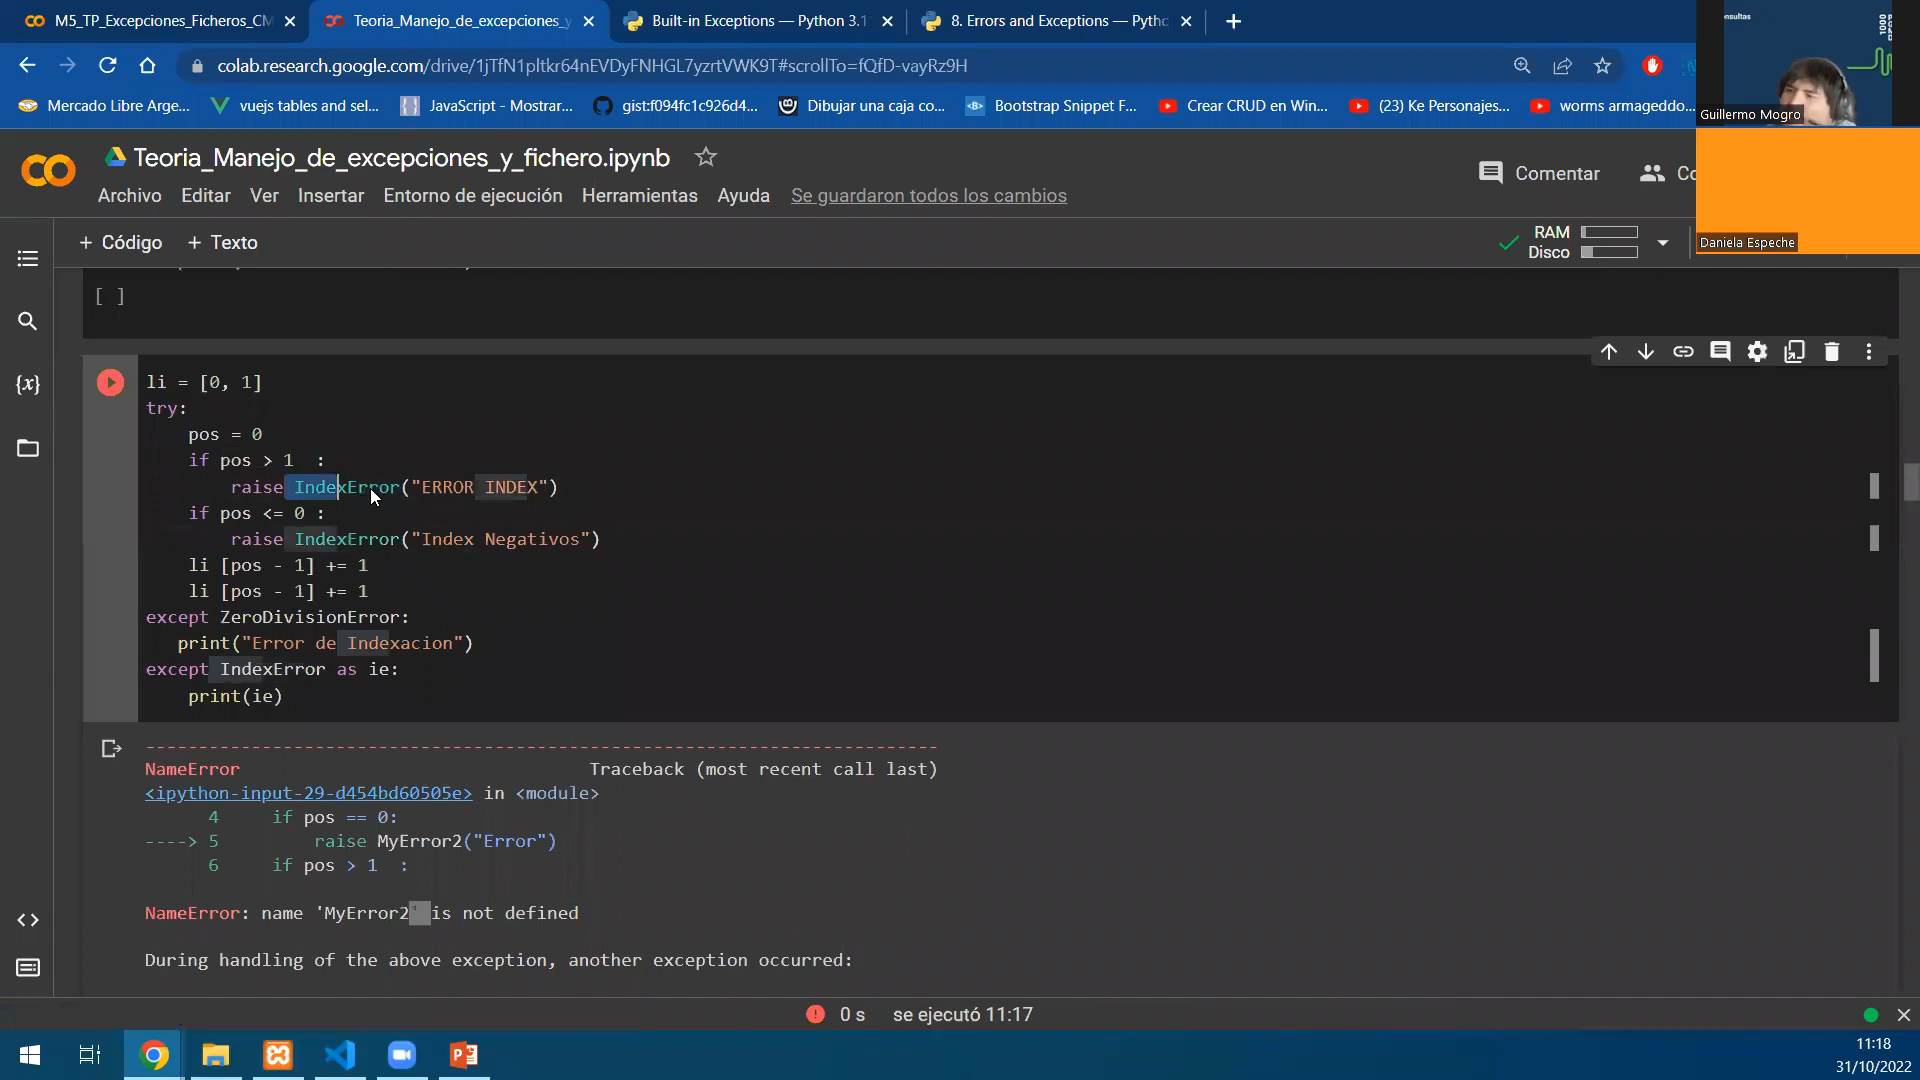 M5_TP_Excepciones_Ficheros_CM
Teoria_Manejo_de_excepciones_y
Built-in Exceptions — Python 3.1
8. Errors and Exceptions — Pytho
colab.research.google.com/drive/1jTfN1pltkr64nEVDyFNHGL7yzrtVWK9T#scrollTo=fQfD-vayRz9H
Mercado Libre Arge...
vuejs tables and sel...
JavaScript - Mostrar...
gist:f094fc1c926d4...
Dibujar una caja co...
Bootstrap Snippet F...
Crear CRUD en Win...
(23) Ke Personajes...
worms armageddo...
onsultas
1000
Guillermo Mogro
Daniela Espeche
Teoria_Manejo_de_excepciones_y_fichero.ipynb
Comentar
Co
Archivo Editar Ver Insertar Entorno de ejecución Herramientas Ayuda Se guardaron todos los cambios
+ Código + Texto
RAM
Disco
[ ]
li = [0, 1]
try:
pos = 0
if pos > 1 :
raise IndexError("ERROR INDEX")
if pos <= 0 :
raise IndexError("Index Negativos")
li [pos - 1] += 1
li [pos - 1] += 1
except ZeroDivisionError:
print("Error de Indexacion")
except IndexError as ie:
print(ie)
---------------------------------------------------------------------------
NameError Traceback (most recent call last)
<ipython-input-29-d454bd60505e> in <module>
4 if pos == 0:
----> 5 raise MyError2("Error")
6 if pos > 1 :
NameError: name 'MyError2' is not defined
During handling of the above exception, another exception occurred:
0 s se ejecutó 11:17
11:18
31/10/2022